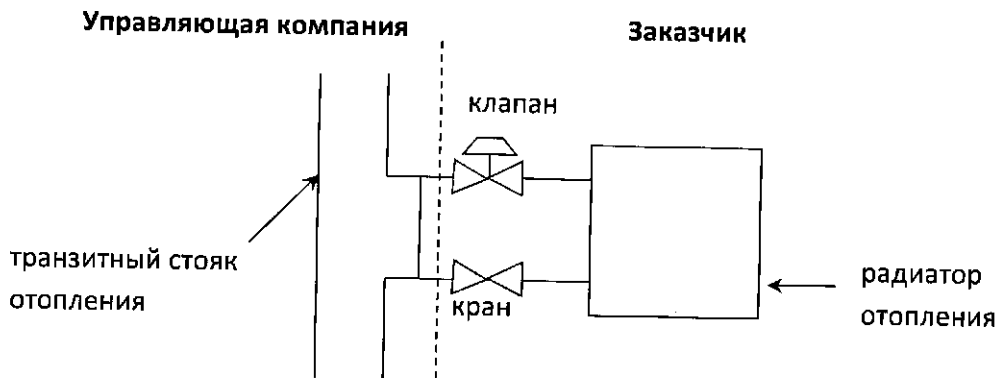 Управляющая компания
Заказчик
клапан
транзитный стояк
отопления
кран
радиатор
отопления